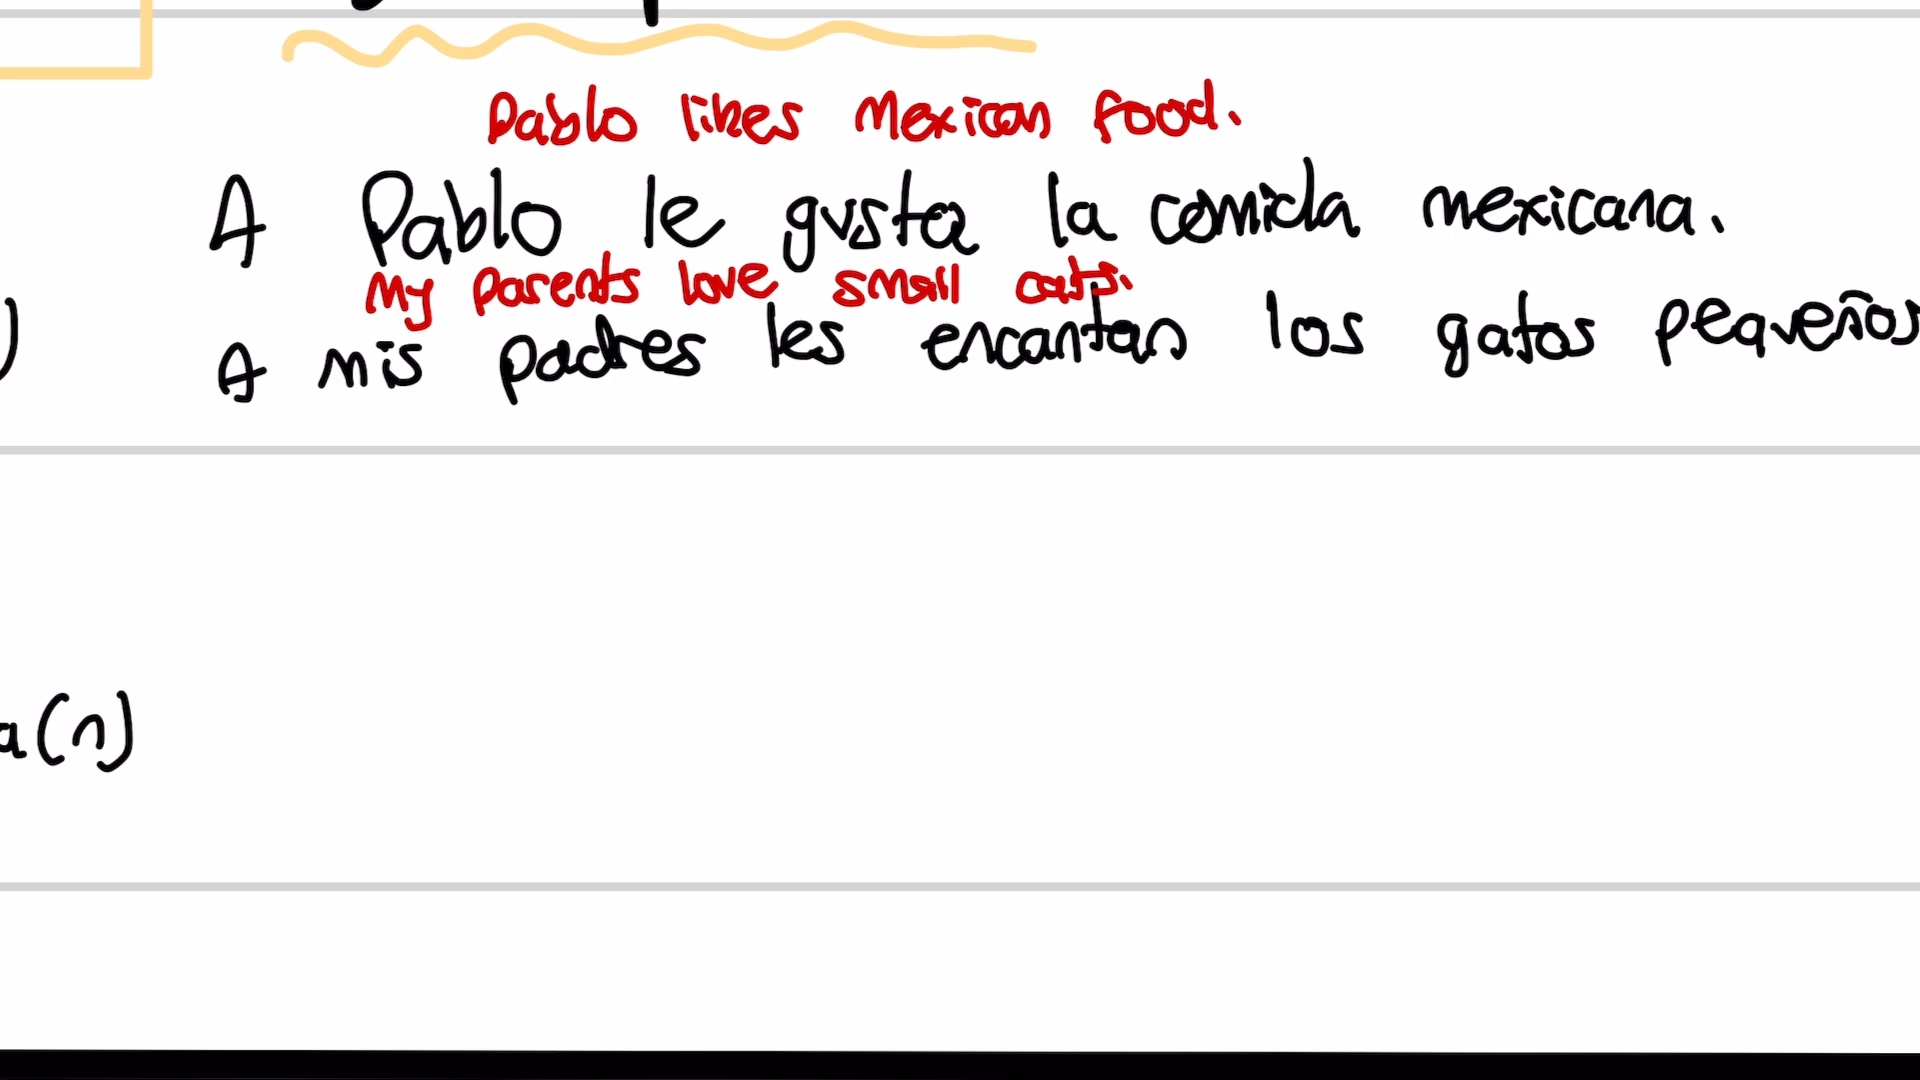 Pablo likes Mexican food.
A Pablo le gusta la comida mexicana.
My parents love small cats.
)
A mis padres les encantan los gatos pequeños
a(n)